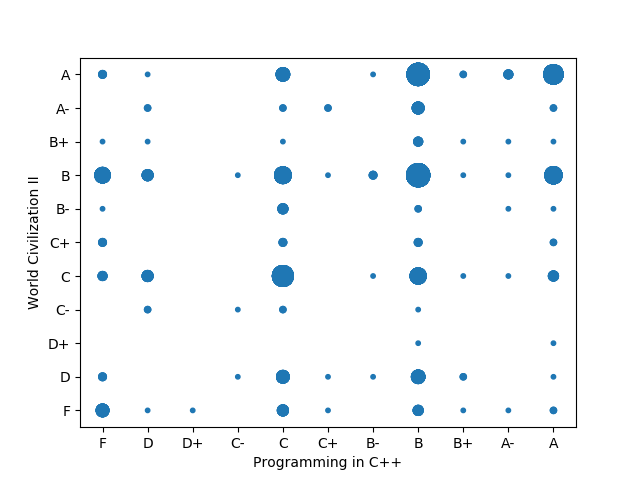 World Civilization II
A
A-
B+
B
B-
C+
C
C-
D+
D
F
F D D+ C- C C+ B- B B+ A- A
Programming in C++